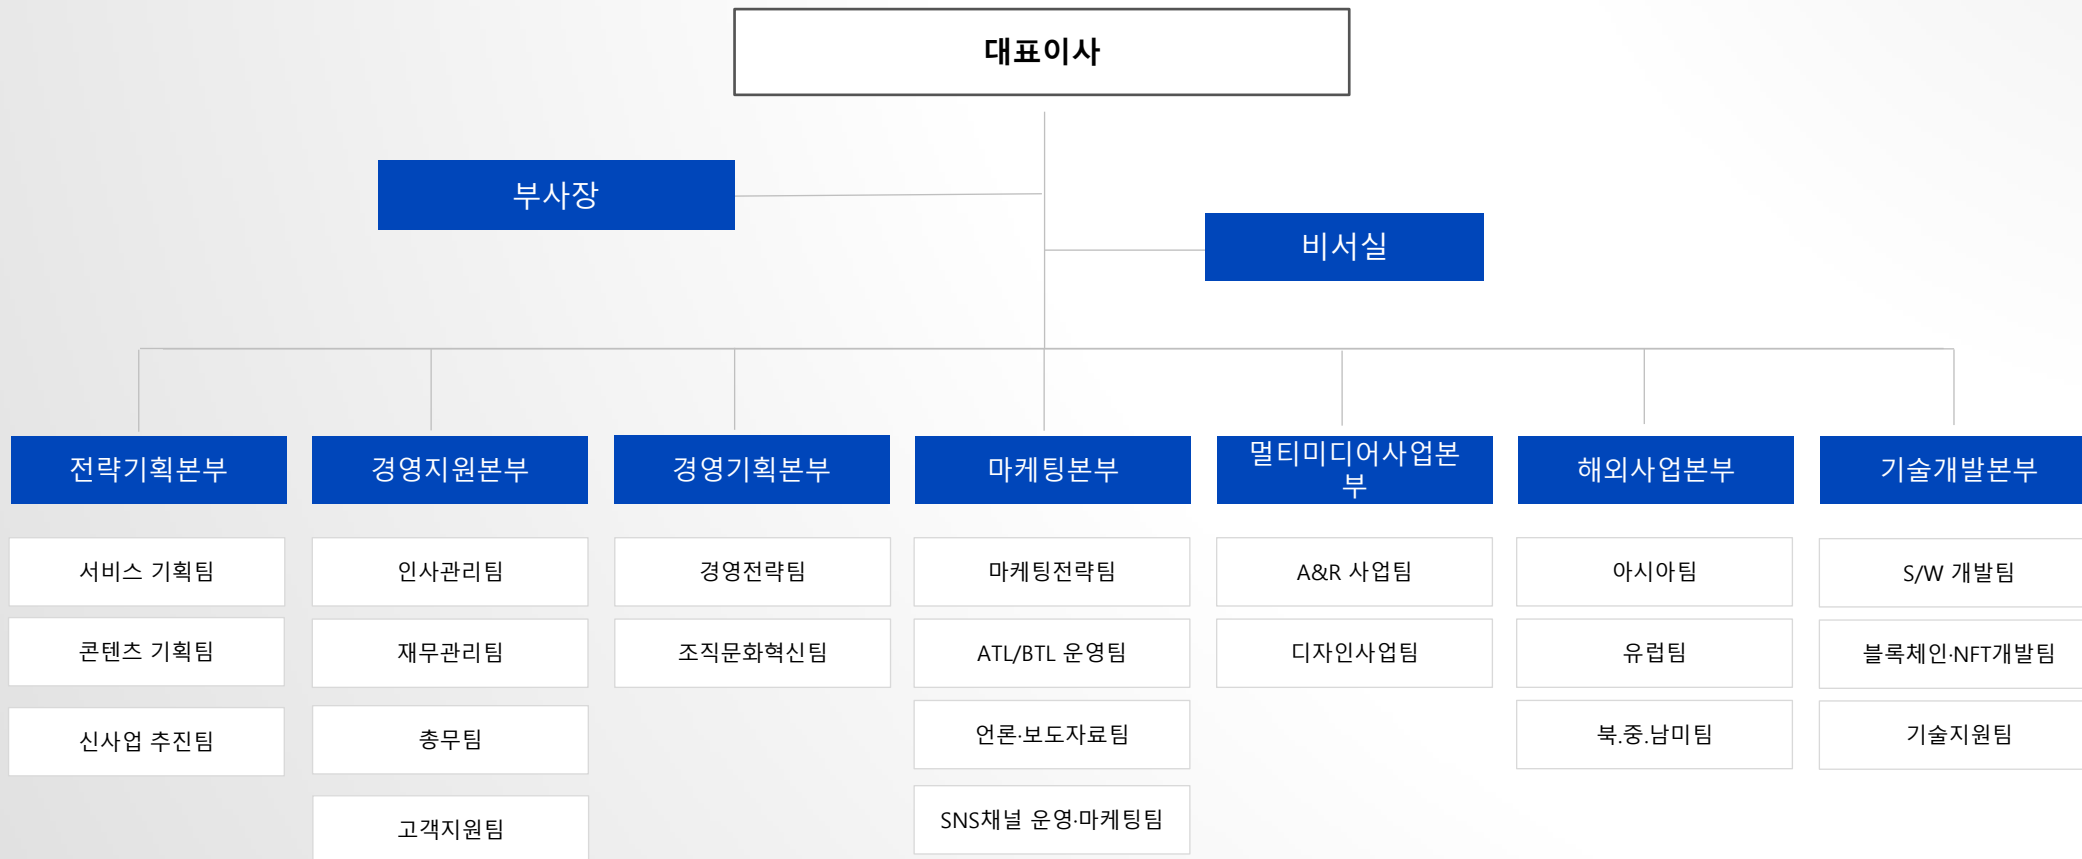 대표이사
부사장
비서실
전략기획본부
경영지원본부
경영기획본부
마케팅본부
멀티미디어사업본
부
해외사업본부
기술개발본부
서비스 기획팀
인사관리팀
경영전략팀
마케팅전략팀
A&R 사업팀
아시아팀
S/W 개발팀
콘텐츠 기획팀
재무관리팀
조직문화혁신팀
ATL/BTL 운영팀
디자인사업팀
유럽팀
블록체인·NFT개발팀
신사업 추진팀
총무팀
언론·보도자료팀
북.중.남미팀
기술지원팀
고객지원팀
SNS채널 운영·마케팅팀